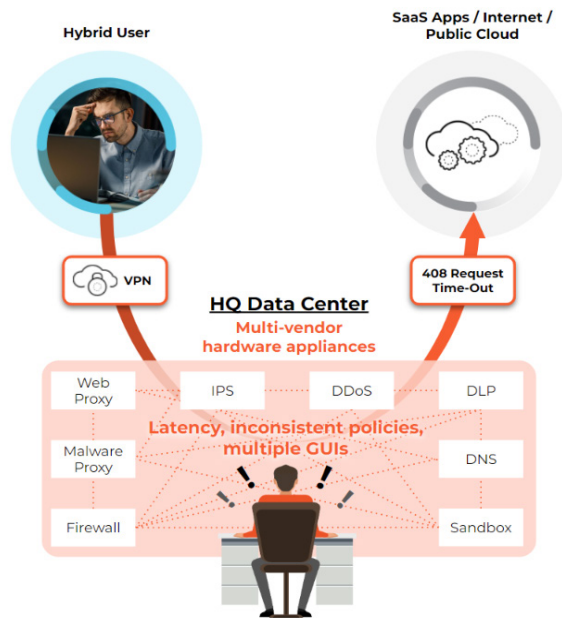 Hybrid User
SaaS Apps / Internet /
Public Cloud
VPN
408 Request
Time-Out
HQ Data Center
Multi-vendor
hardware appliances
Web
Proxy
IPS
DDoS
DLP
Latency, inconsistent policies,
multiple GUIs
Malware
Proxy
DNS
Firewall
Sandbox
! ! ! !